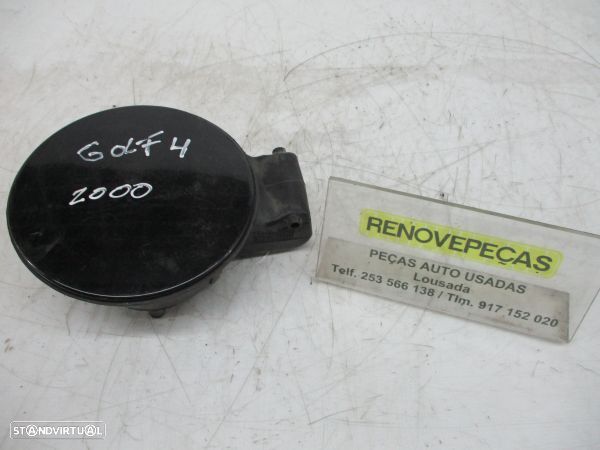 GOLF 4
2000
RENOVEPEÇAS
PEÇAS AUTO USADAS
Lousada
Telf. 253 566 138 / Tlm. 917 152 020
STANDVIRTUAL